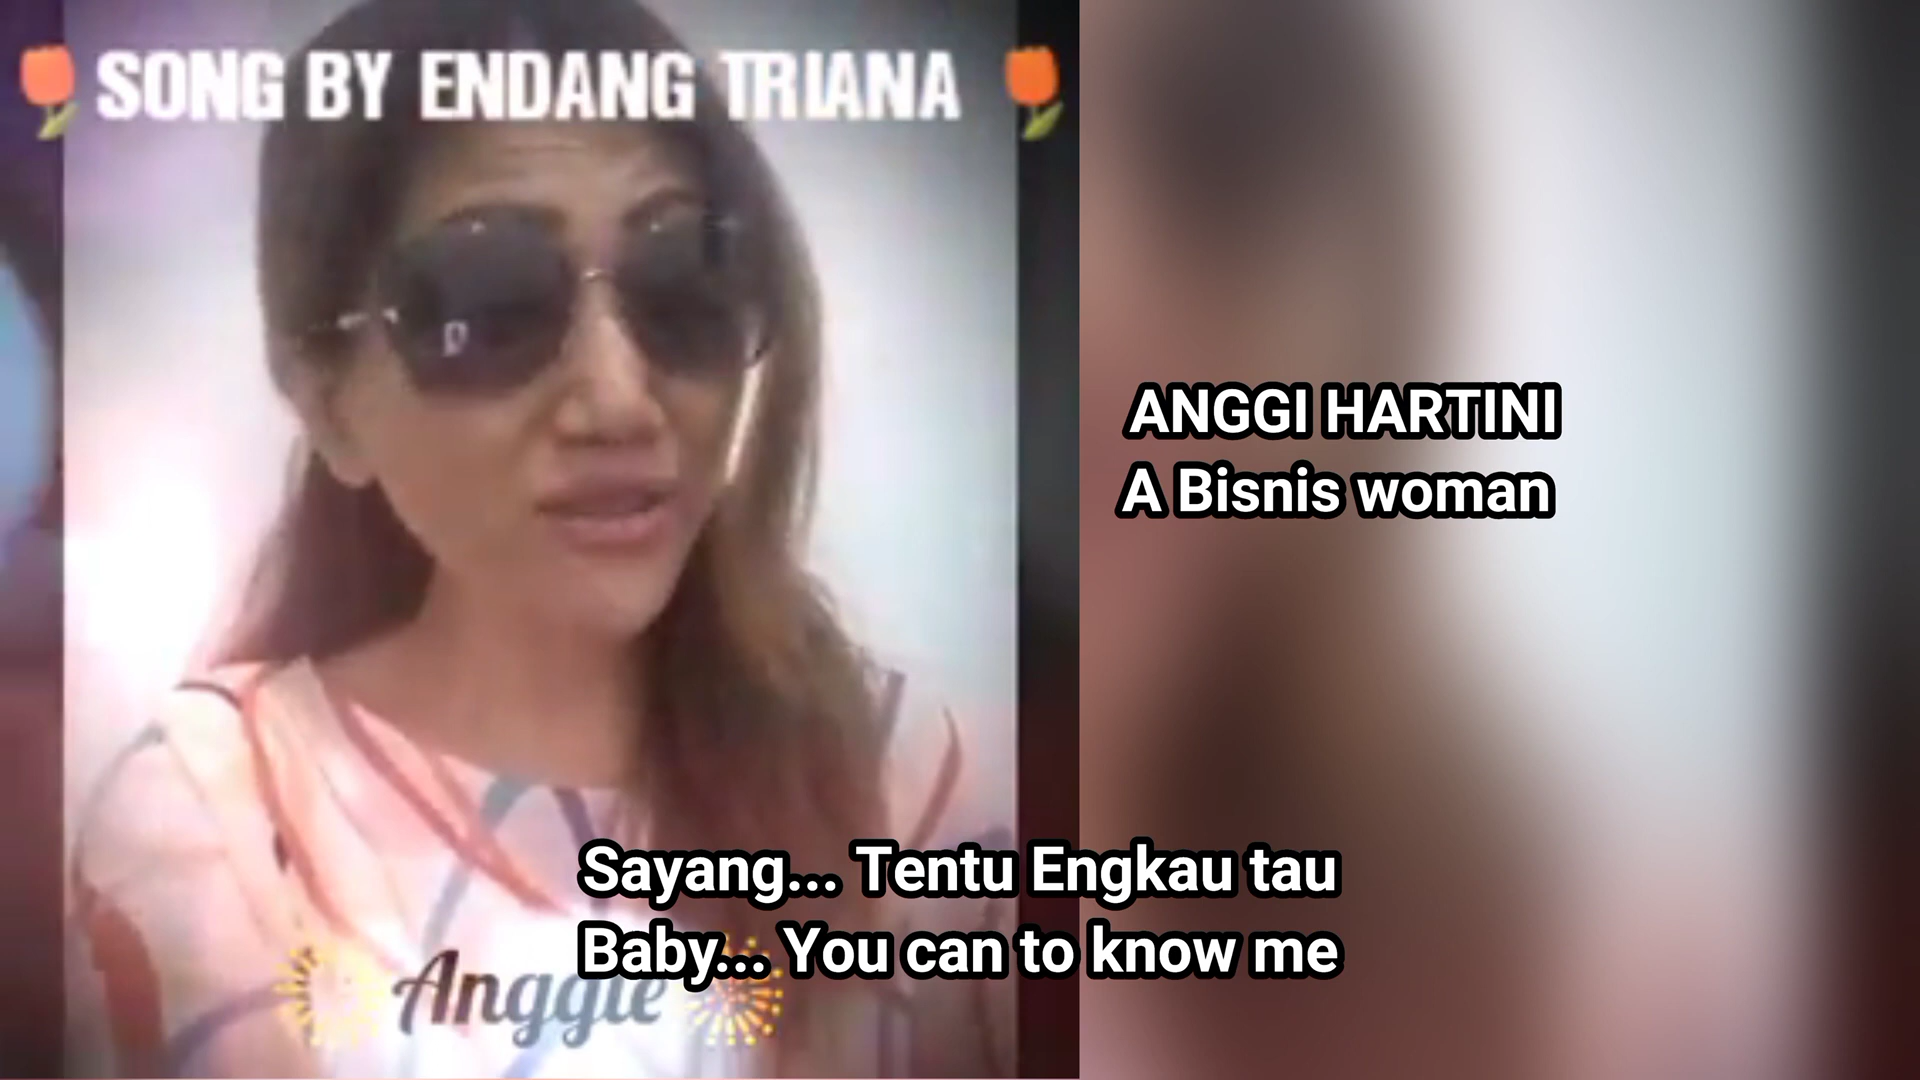 SONG BY ENDANG TRIANA
ANGGI HARTINI
A Bisnis woman
Sayang... Tentu Engkau tau
Baby... You can to know me
Anggie